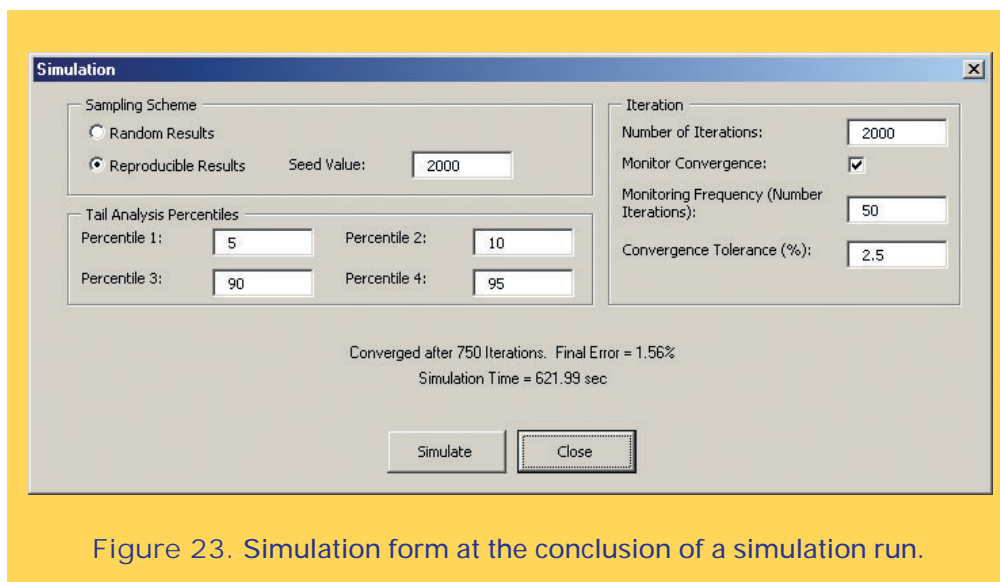 Simulation
Sampling Scheme
Random Results
Reproducible Results Seed Value: 2000
Tail Analysis Percentiles
Percentile 1: 5 Percentile 2: 10
Percentile 3: 90 Percentile 4: 95
Iteration
Number of Iterations: 2000
Monitor Convergence:
Monitoring Frequency (Number
Iterations): 50
Convergence Tolerance (%): 2.5
Converged after 750 Iterations. Final Error = 1.56%
Simulation Time = 621.99 sec
Simulate Close
Figure 23. Simulation form at the conclusion of a simulation run.